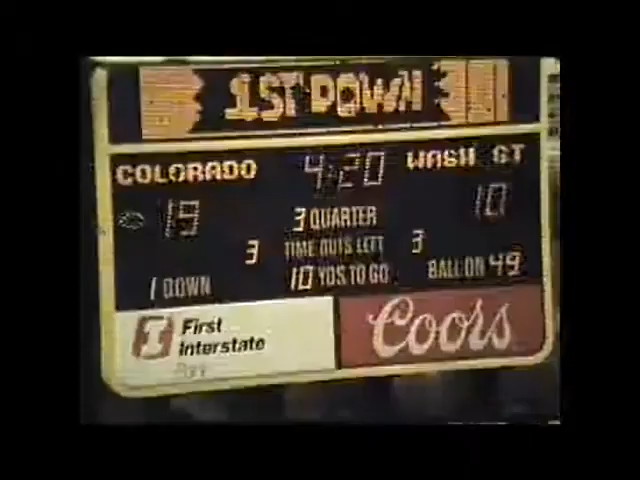 1ST DOWN
COLORADO 4:20 WASH ST
19 3 QUARTER 10
3 TIME OUTS LEFT 3
1 DOWN 10 YDS TO GO BALL ON 49
First
Interstate
Coors